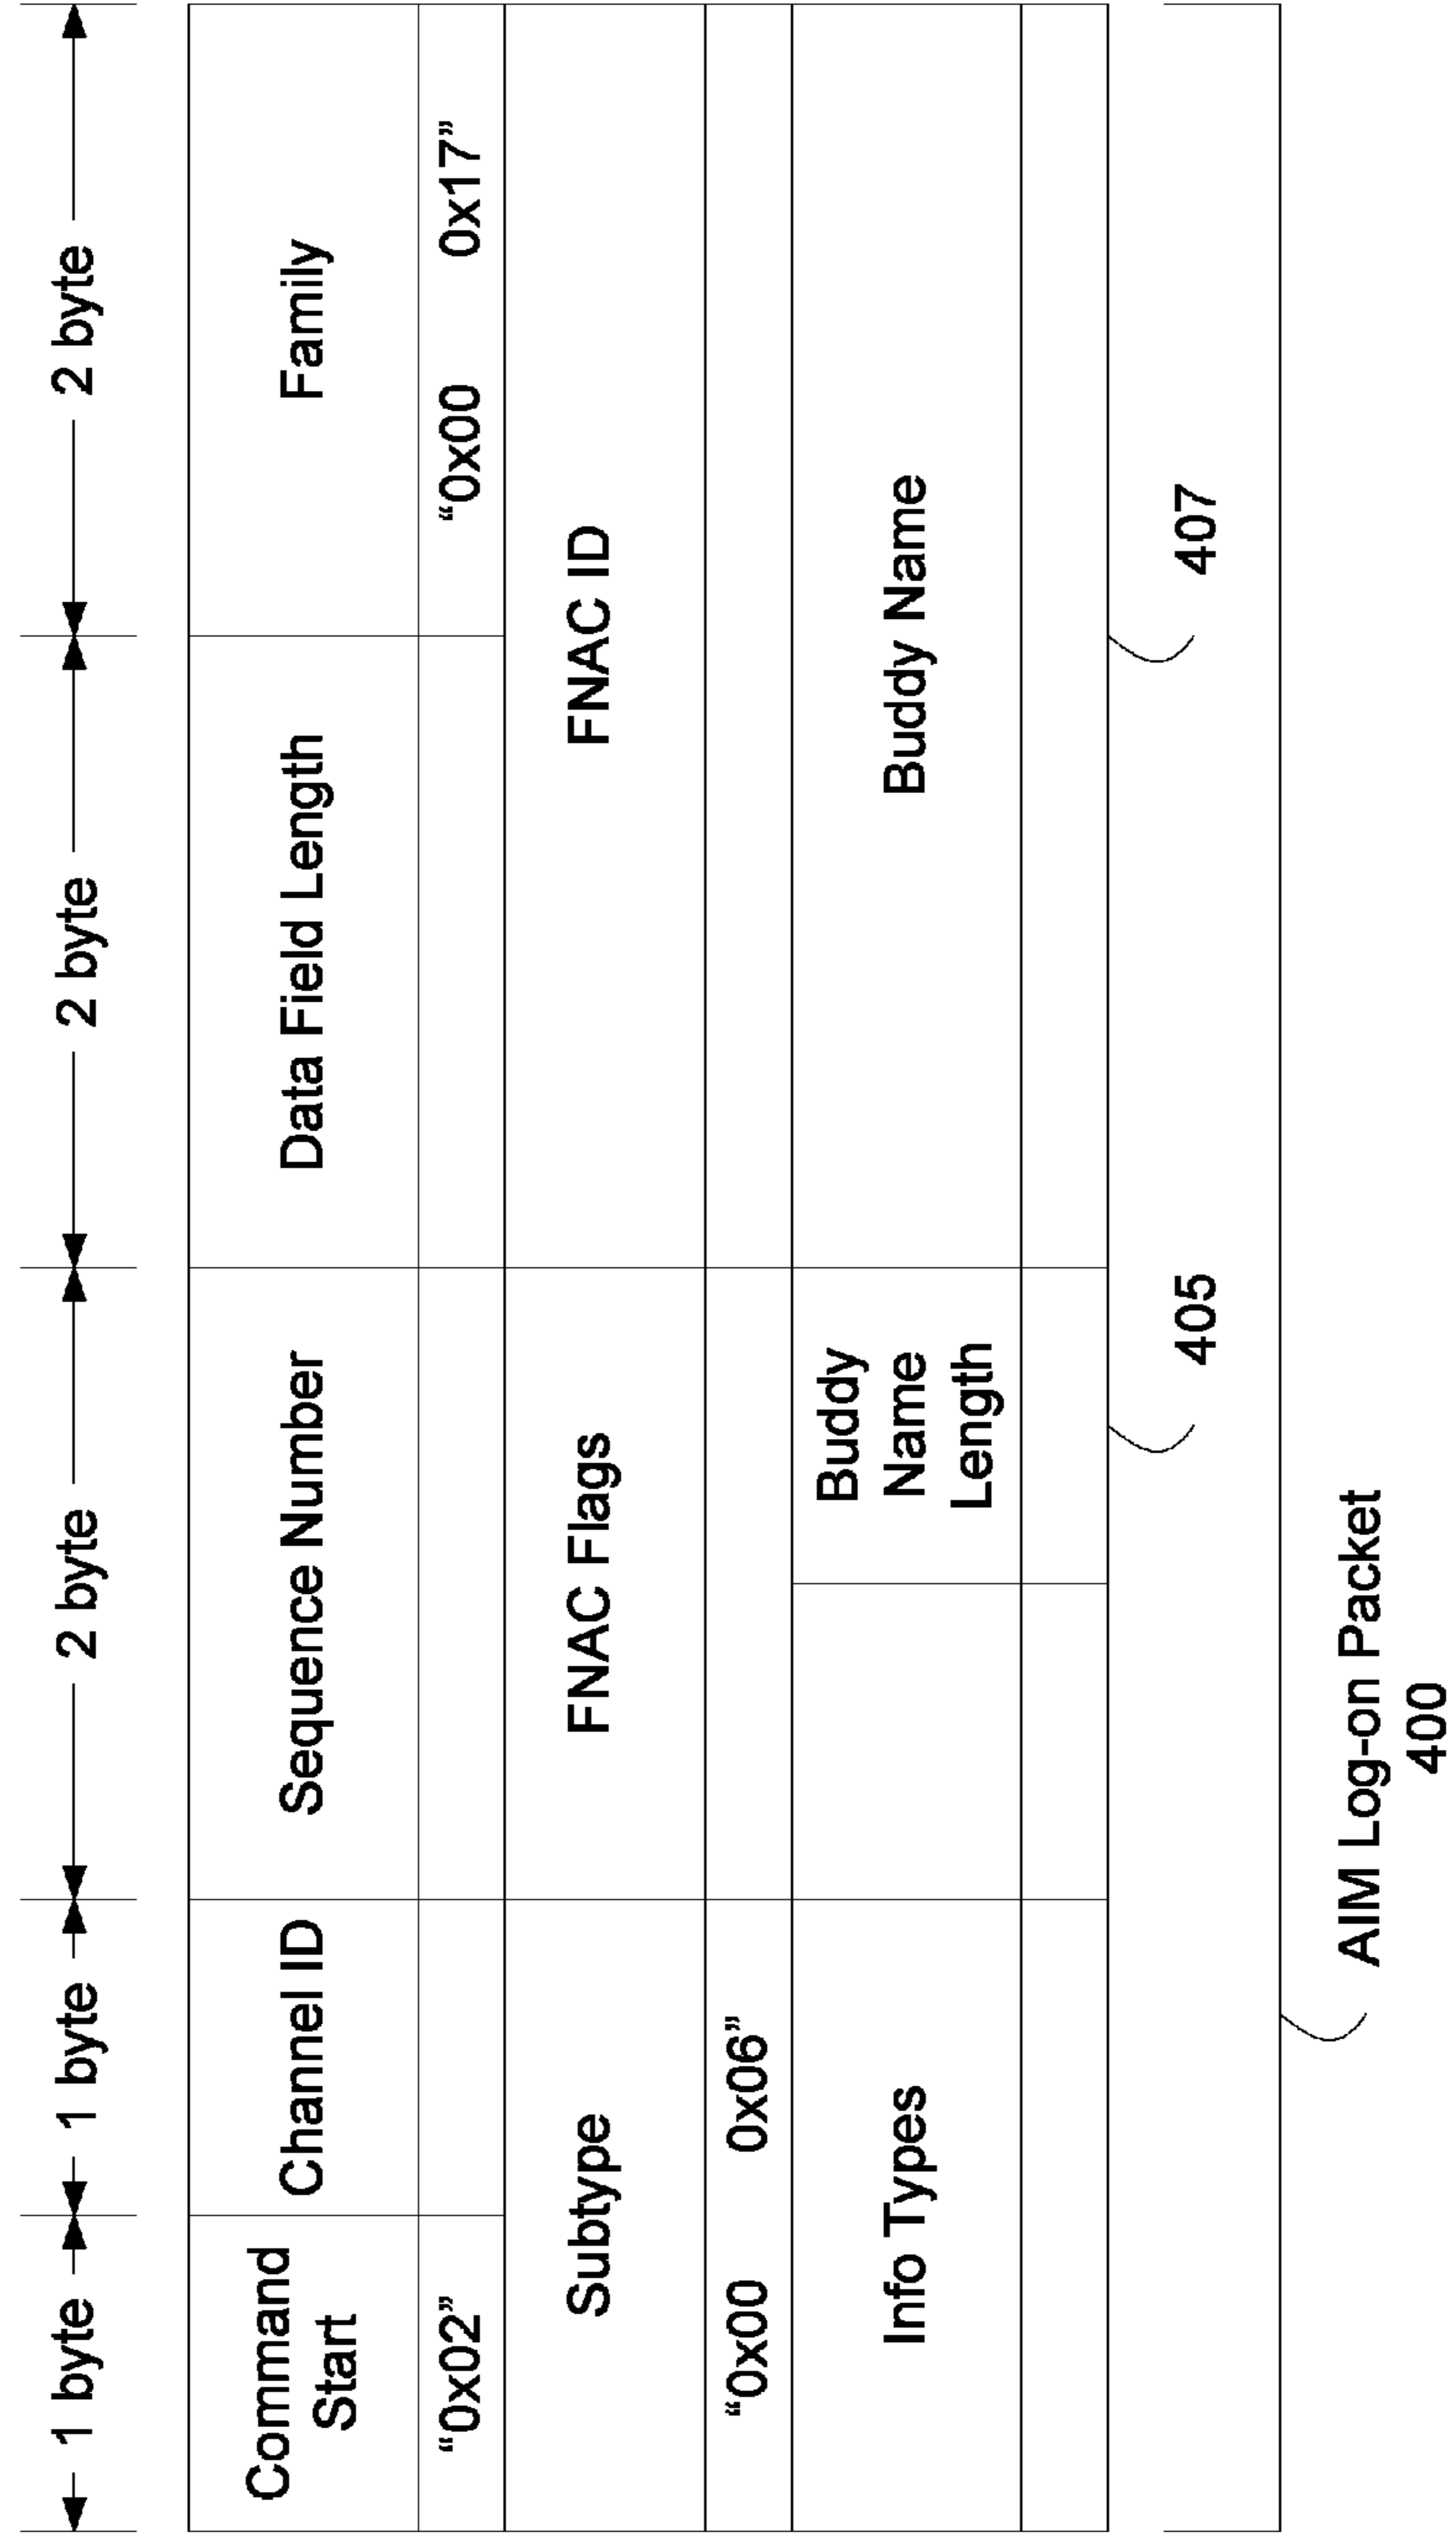 1 byte 1 byte 2 byte 2 byte 2 byte
Command Start Channel ID Sequence Number Data Field Length Family
“0x02” “0x00 0x17”
Subtype FNAC Flags FNAC ID
“0x00 0x06”
Info Types Buddy Name Length Buddy Name
405 407
AIM Log-on Packet
400